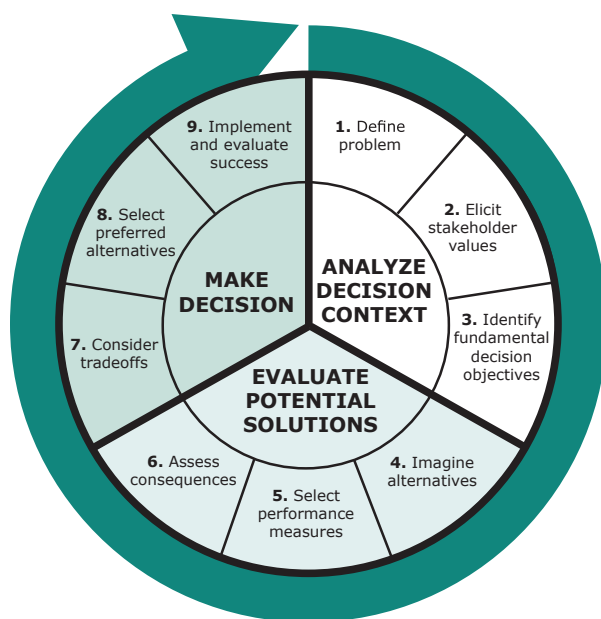 1. Define
problem
2. Elicit
stakeholder
values
3. Identify
fundamental
decision
objectives
ANALYZE
DECISION
CONTEXT
4. Imagine
alternatives
5. Select
performance
measures
6. Assess
consequences
EVALUATE
POTENTIAL
SOLUTIONS
7. Consider
tradeoffs
8. Select
preferred
alternatives
9. Implement
and evaluate
success
MAKE
DECISION